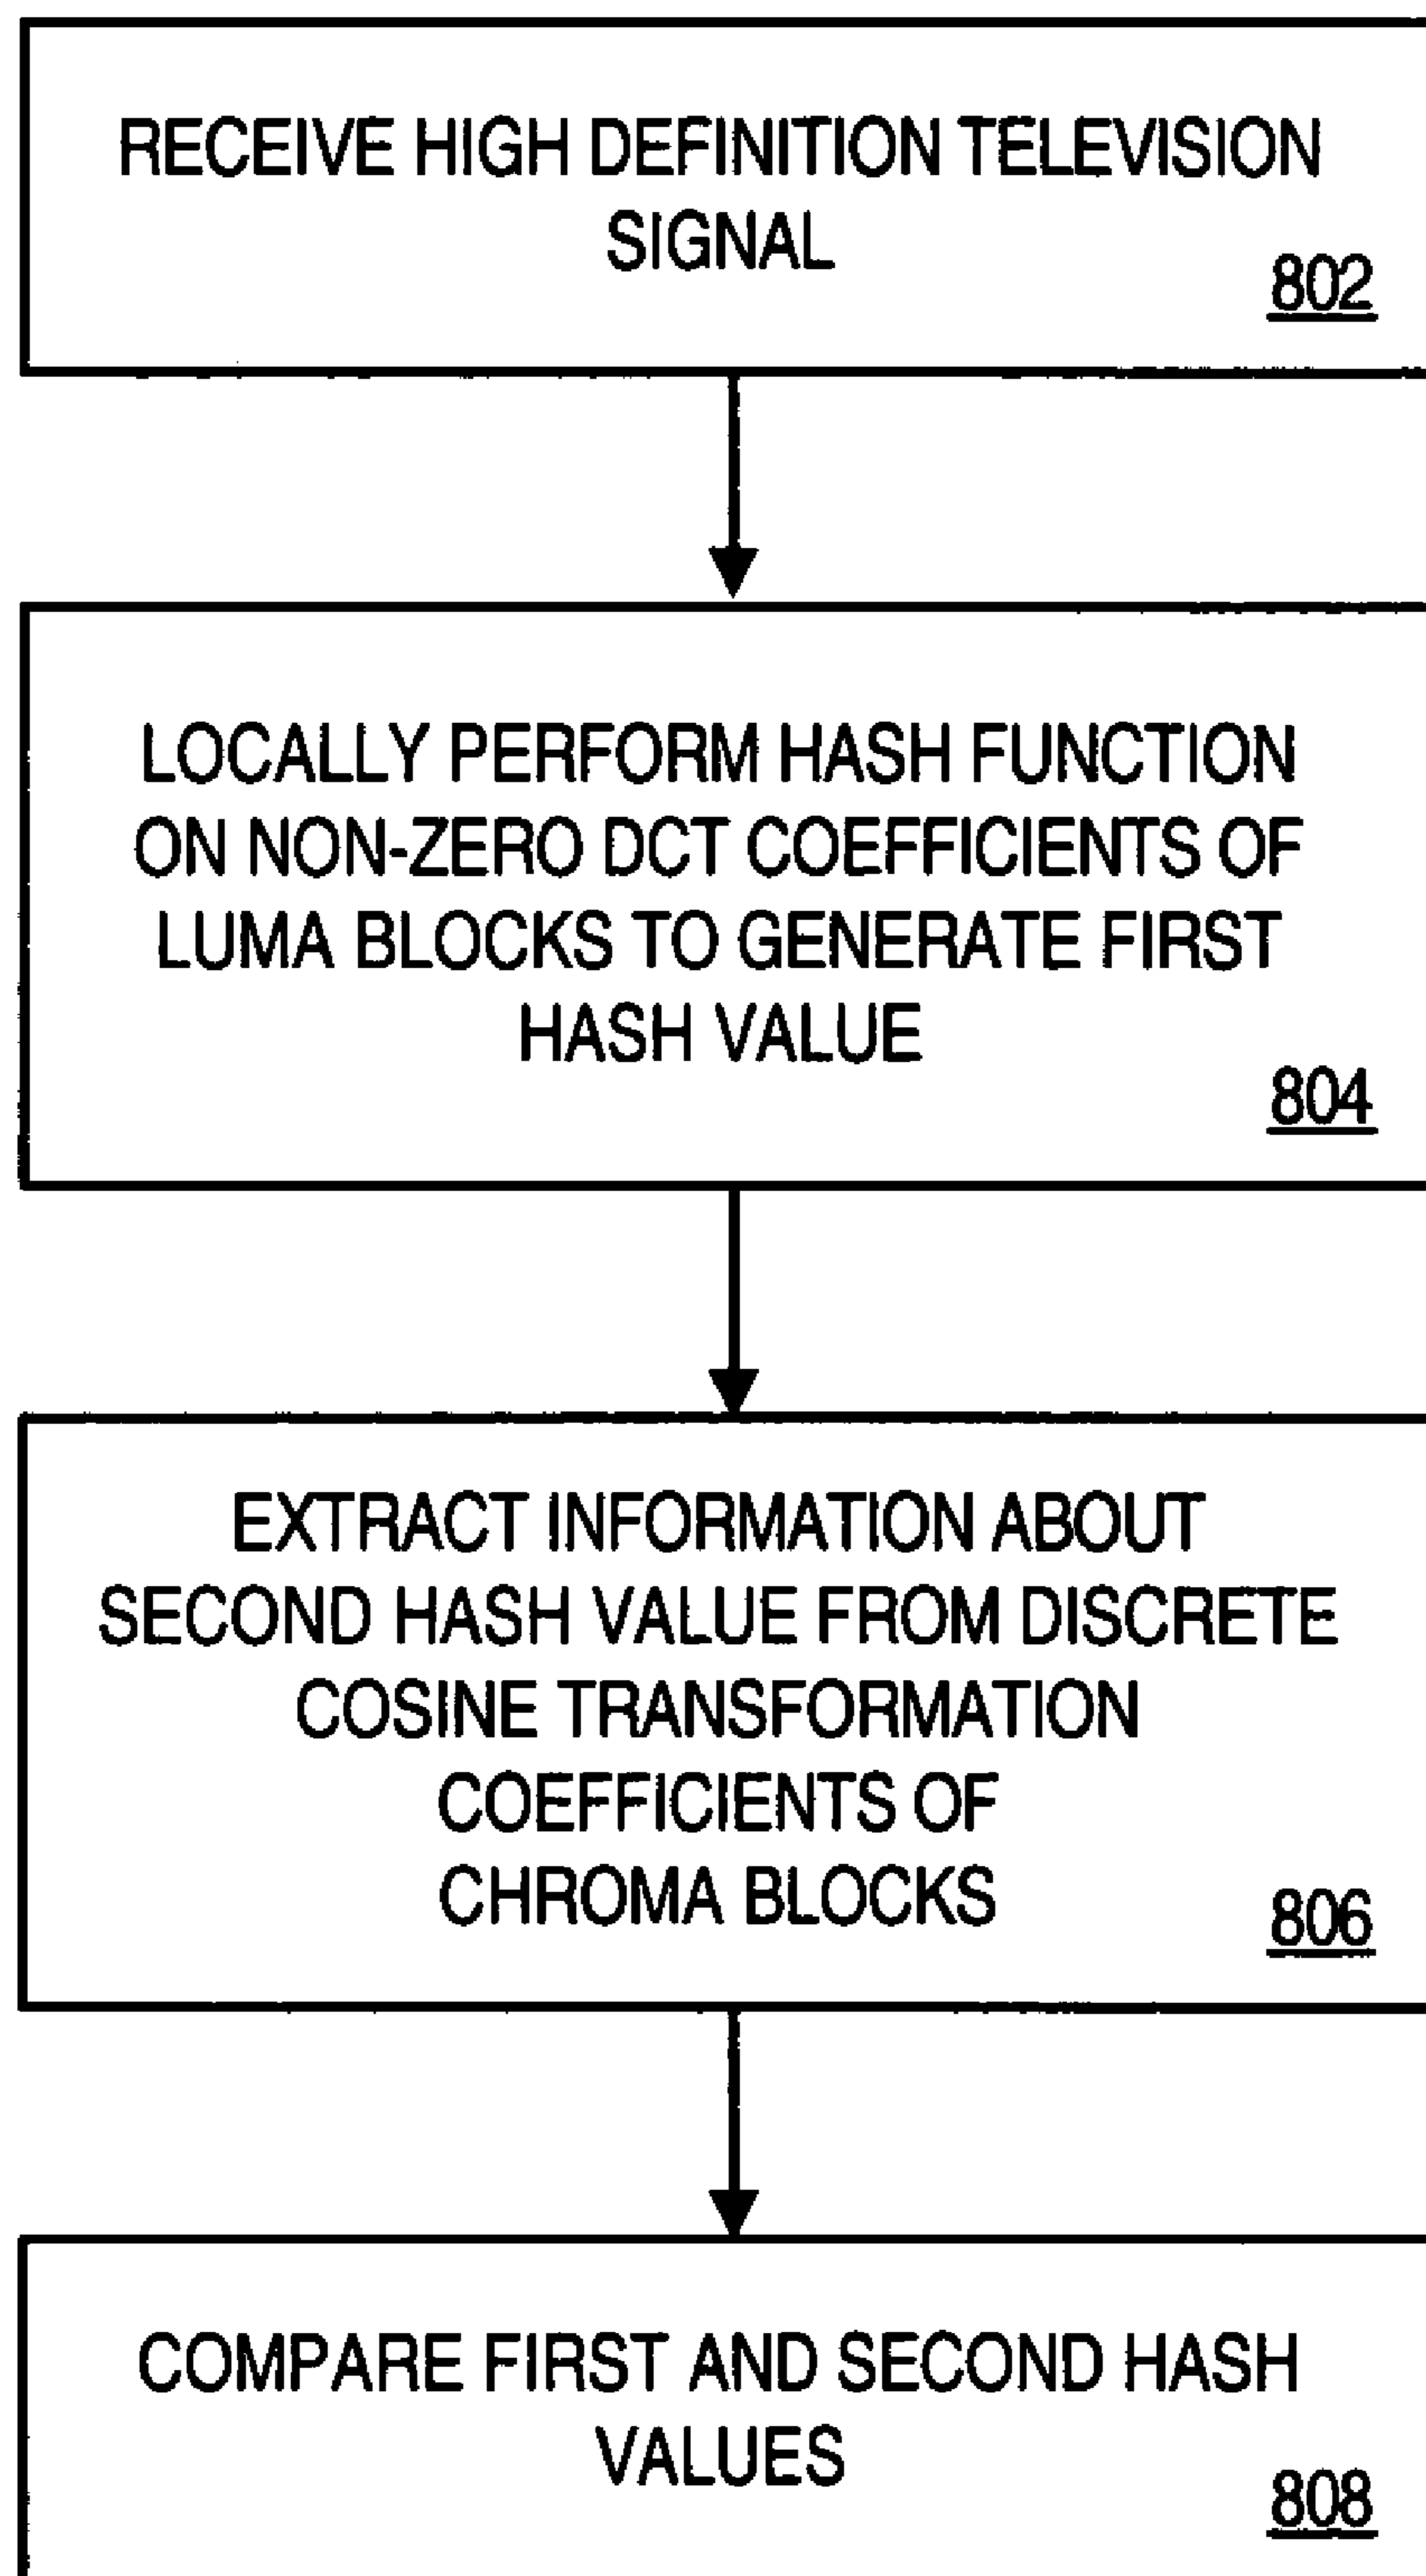 RECEIVE HIGH DEFINITION TELEVISION
SIGNAL
802
LOCALLY PERFORM HASH FUNCTION
ON NON-ZERO DCT COEFFICIENTS OF
LUMA BLOCKS TO GENERATE FIRST
HASH VALUE
804
EXTRACT INFORMATION ABOUT
SECOND HASH VALUE FROM DISCRETE
COSINE TRANSFORMATION
COEFFICIENTS OF
CHROMA BLOCKS
806
COMPARE FIRST AND SECOND HASH
VALUES
808